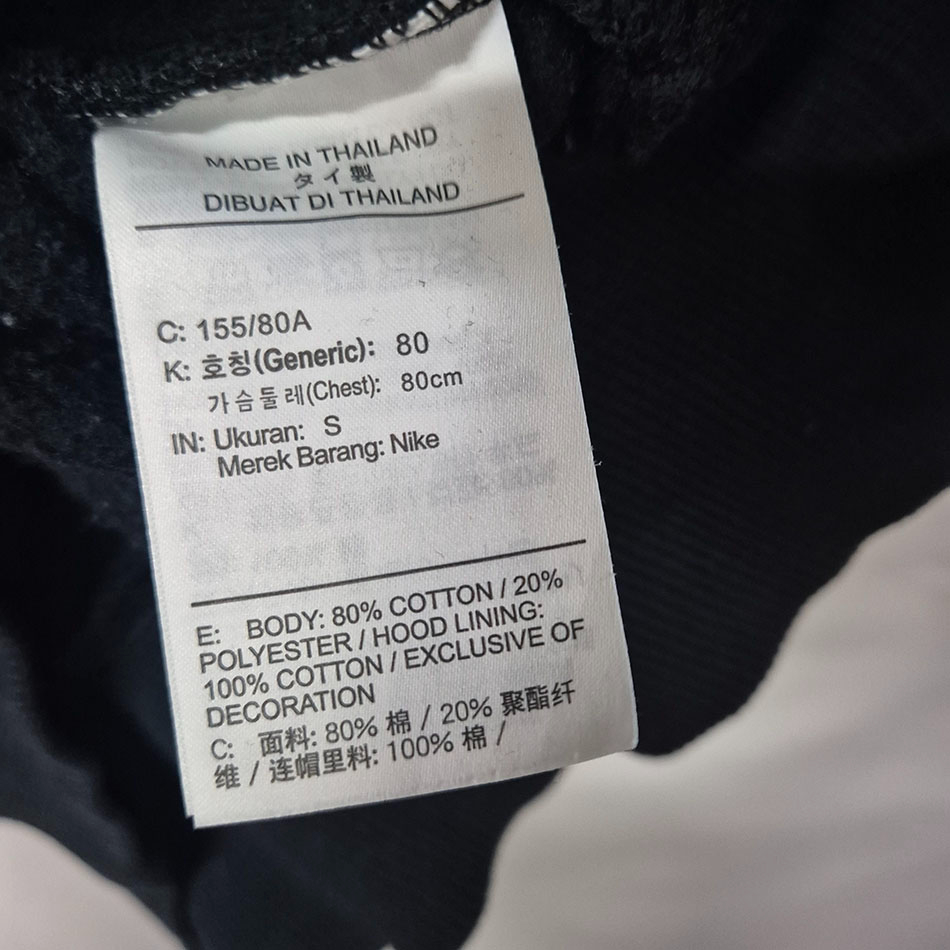 MADE IN THAILAND
タイ製
DIBUAT DI THAILAND
C: 155/80A
K: 호칭(Generic): 80
가슴둘레(Chest): 80cm
IN: Ukuran: S
Merek Barang: Nike
E: BODY: 80% COTTON / 20%
POLYESTER / HOOD LINING:
100% COTTON / EXCLUSIVE OF
DECORATION
C: 面料: 80% 棉 / 20% 聚酯纤
维 / 连帽里料: 100% 棉 /